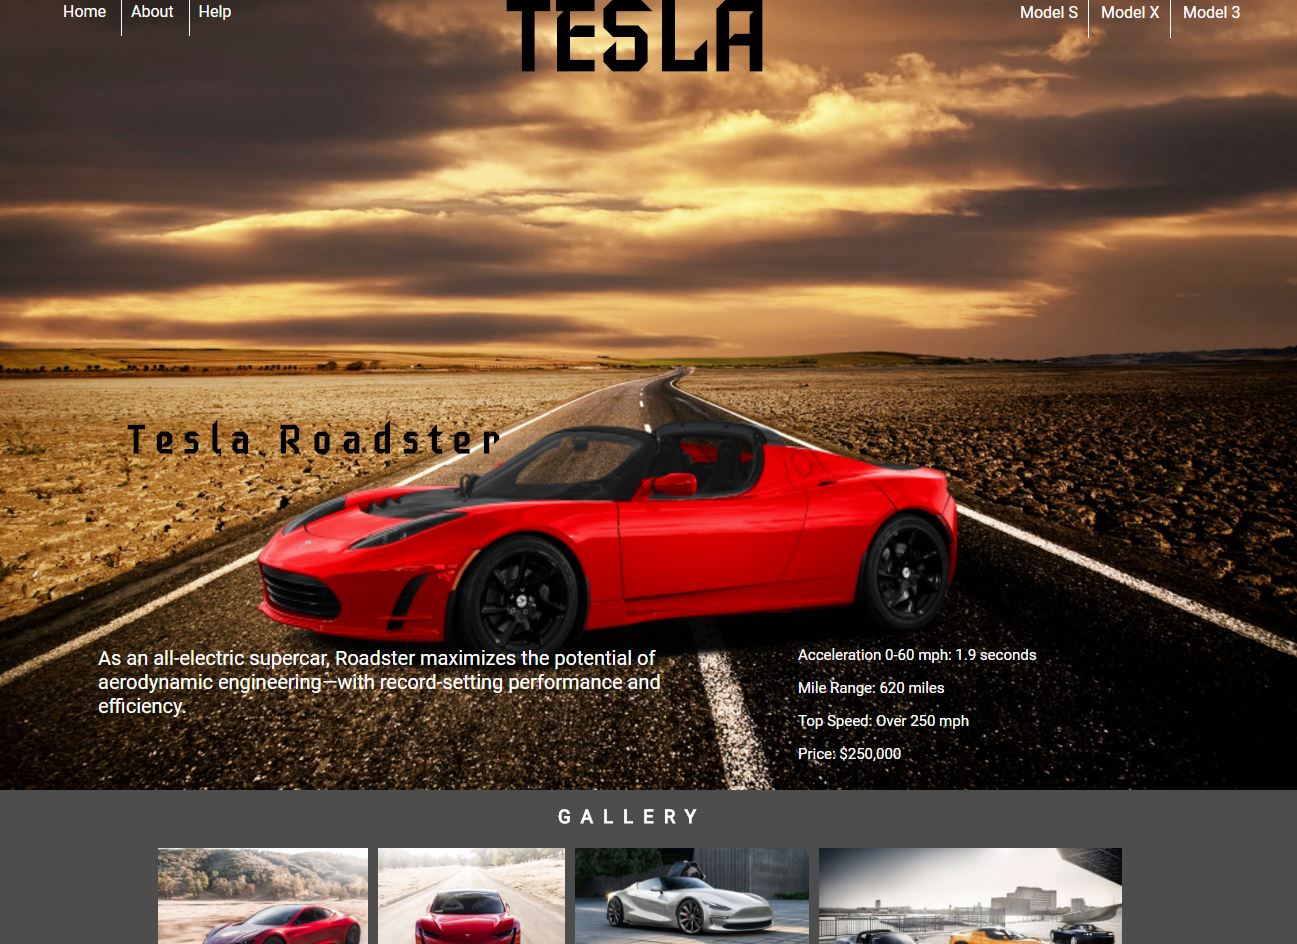 Home
About
Help
TESLA
Model S
Model X
Model 3
Tesla Roadster
As an all-electric supercar, Roadster maximizes the potential of
aerodynamic engineering—with record-setting performance and
efficiency.
Acceleration 0-60 mph: 1.9 seconds
Mile Range: 620 miles
Top Speed: Over 250 mph
Price: $250,000
GALLERY